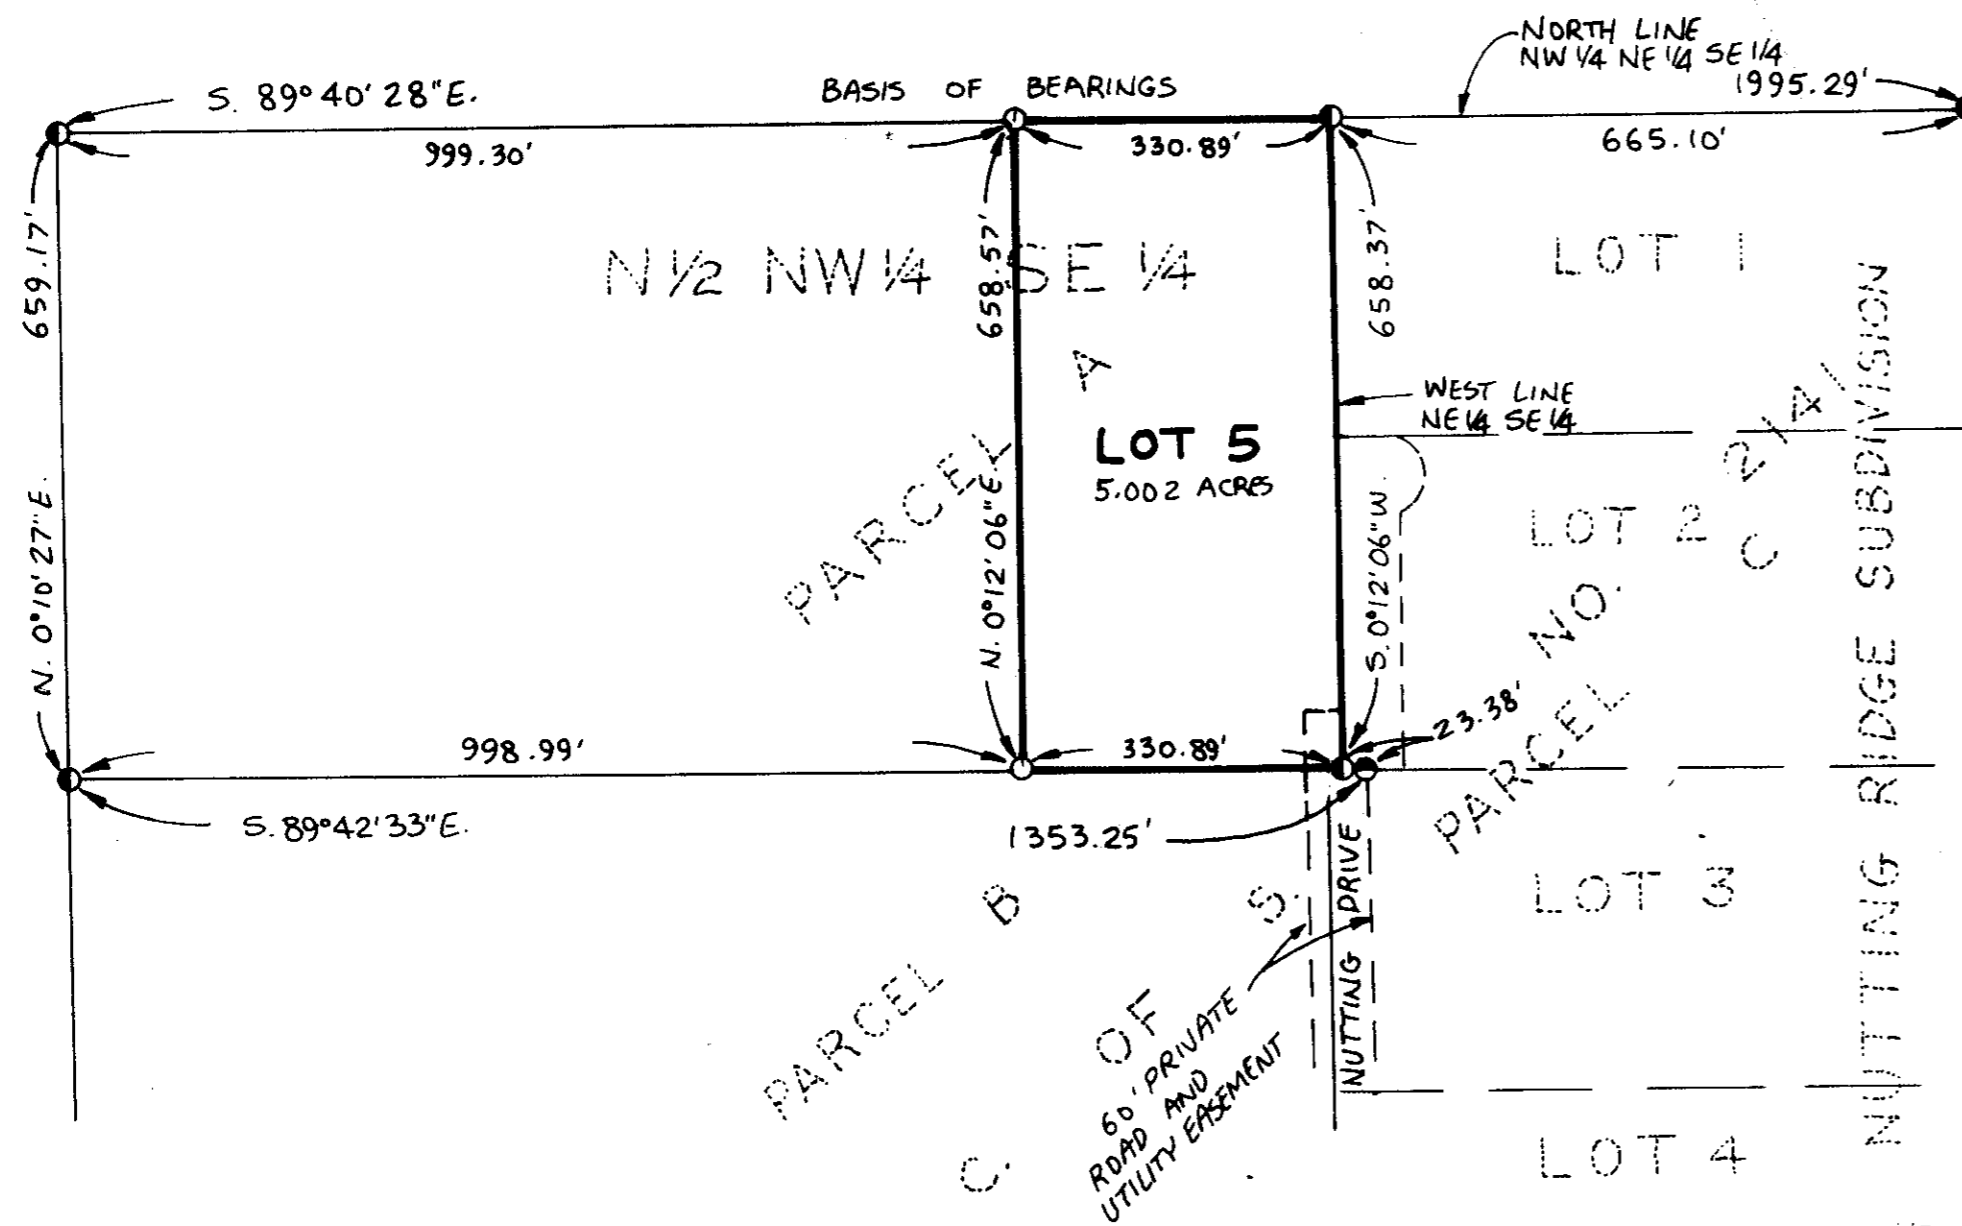 NORTH LINE
NW 1/4 NE 1/4 SE 1/4
1995.29'
S. 89° 40' 28" E.
BASIS OF BEARINGS
999.30'
330.89'
665.10'
659.17'
N. 0°10' 27" E.
658.57'
N. 0°12' 06" E.
658.37'
S. 0°12' 06" W.
N 1/2 NW 1/4 SE 1/4
LOT 1
WEST LINE
NE 1/4 SE 1/4
PARCEL A
LOT 5
5.002 ACRES
LOT 2
NUTTING RIDGE SUBDIVISION
998.99'
330.89'
23.38'
S. 89° 42' 33" E.
1353.25'
PARCEL B
C. OF S.
PARCEL NO. C 2141
NUTTING DRIVE
LOT 3
60' PRIVATE
ROAD AND
UTILITY EASEMENT
LOT 4